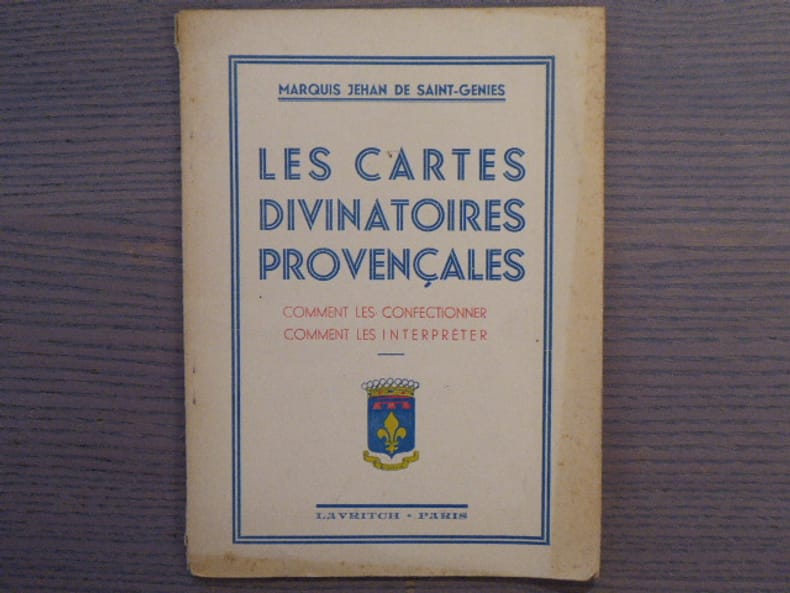 MARQUIS JEHAN DE SAINT-GENIES
LES CARTES
DIVINATOIRES
PROVENÇALES
COMMENT LES CONFECTIONNER
COMMENT LES INTERPRÉTER
LAVRITCH - PARIS